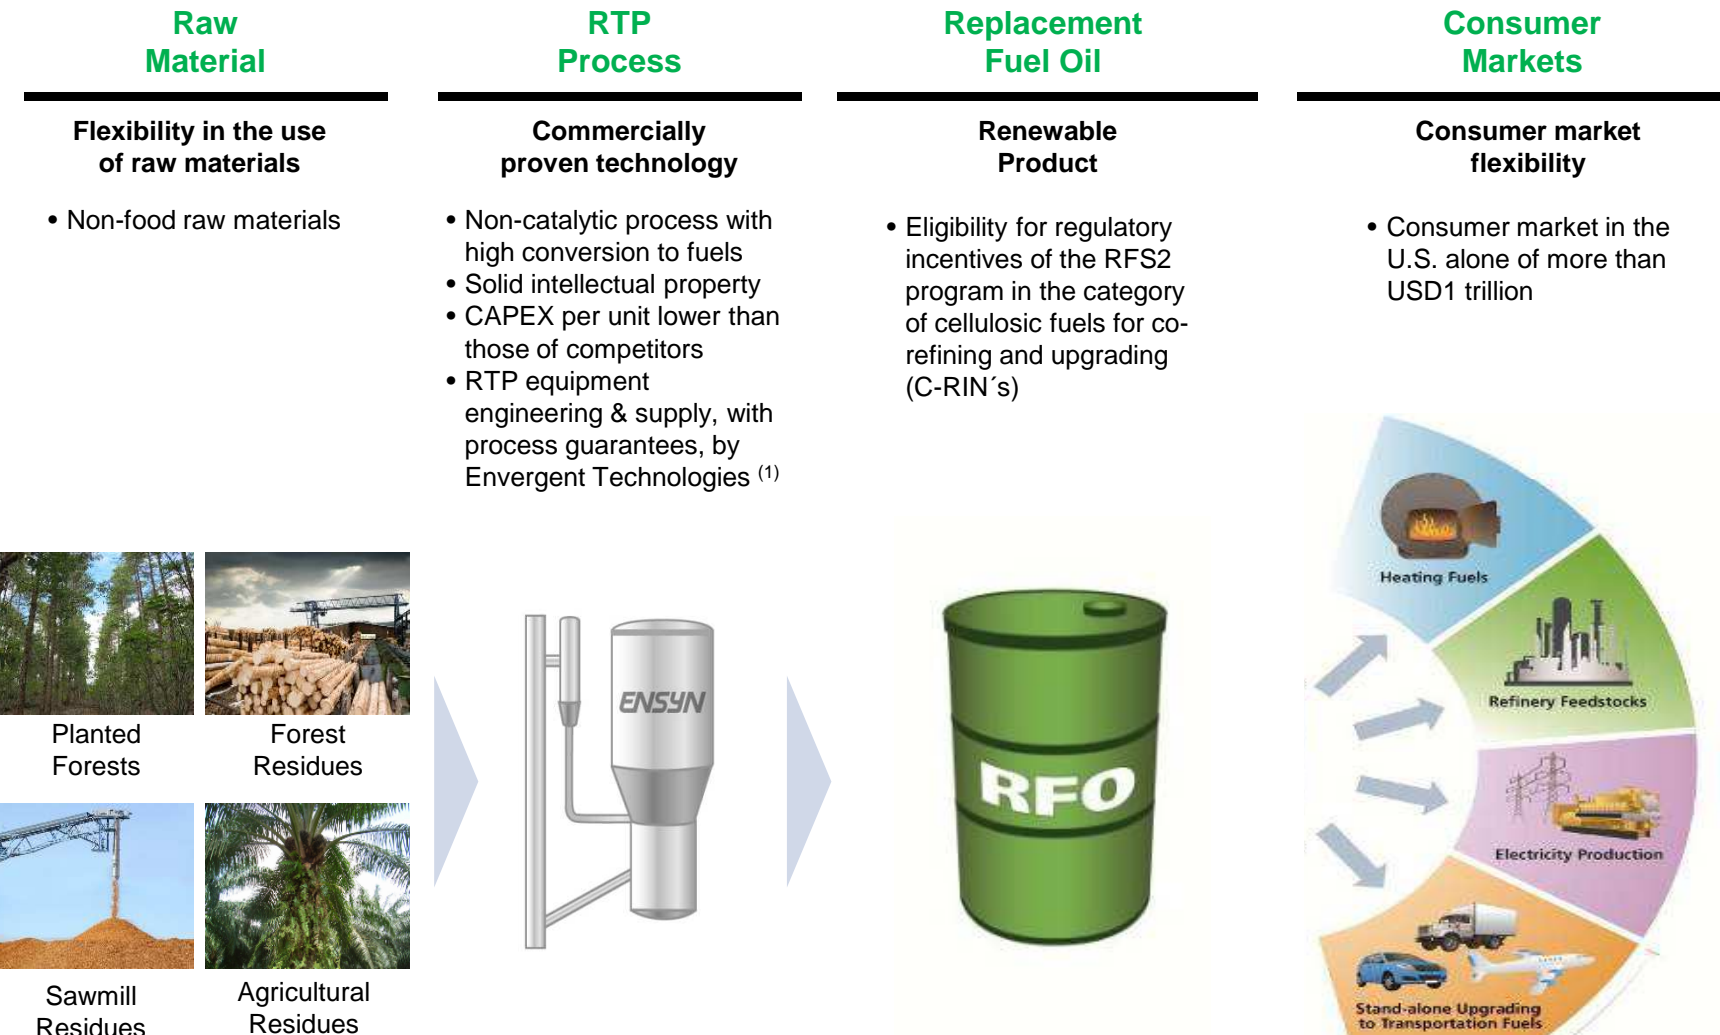 Raw
Material
Flexibility in the use
of raw materials
• Non-food raw materials
Planted
Forests
Forest
Residues
Sawmill
Residues
Agricultural
Residues
RTP
Process
Commercially
proven technology
• Non-catalytic process with
high conversion to fuels
• Solid intellectual property
• CAPEX per unit lower than
those of competitors
• RTP equipment
engineering & supply, with
process guarantees, by
Envergent Technologies (1)
ENSYN
Replacement
Fuel Oil
Renewable
Product
• Eligibility for regulatory
incentives of the RFS2
program in the category
of cellulosic fuels for co-
refining and upgrading
(C-RIN´s)
RFO
Consumer
Markets
Consumer market
flexibility
• Consumer market in the
U.S. alone of more than
USD1 trillion
Heating Fuels
Refinery Feedstocks
Electricity Production
Stand-alone Upgrading
to Transportation Fuels